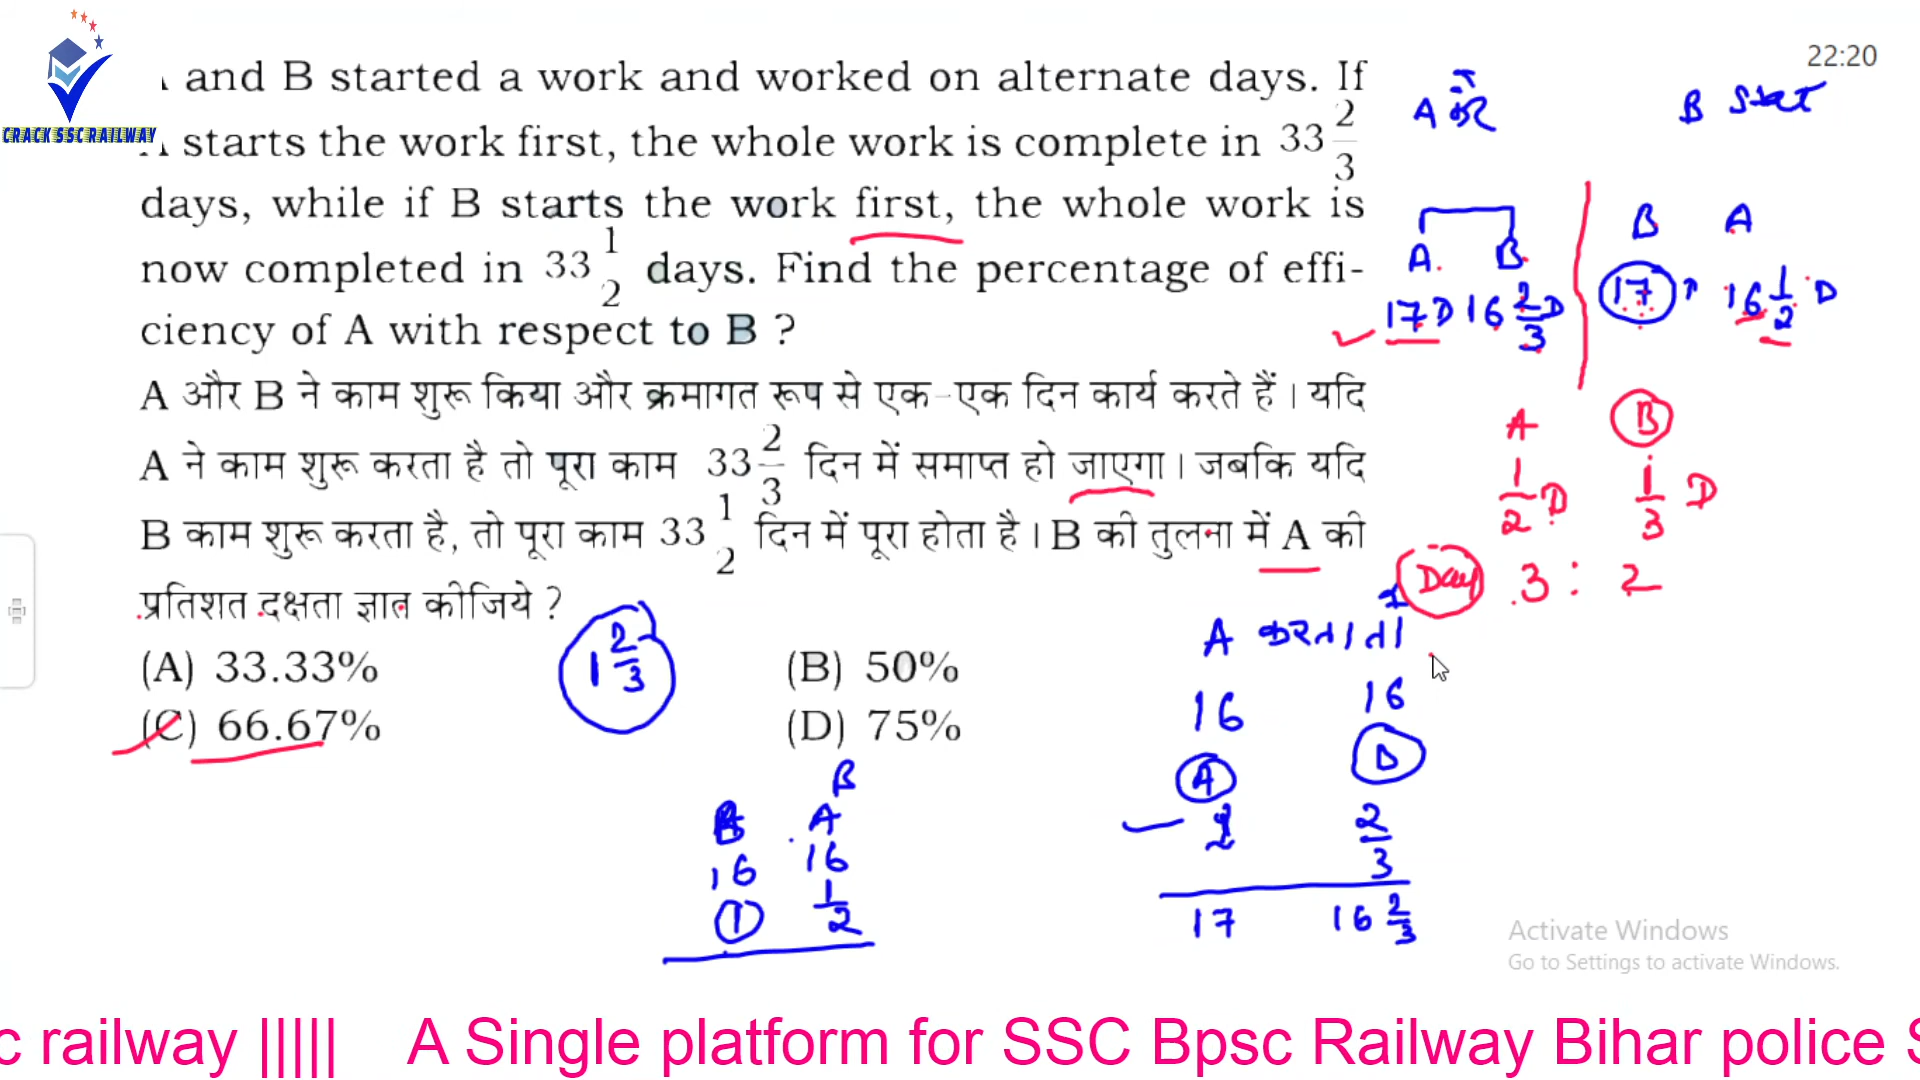 22:20
CRACK SSC RAILWAY
and B started a work and worked on alternate days. If
starts the work first, the whole work is complete in 33 2/3
days, while if B starts the work first, the whole work is
now completed in 33 1/2 days. Find the percentage of effi-
ciency of A with respect to B ?
A और B ने काम शुरू किया और क्रमागत रूप से एक-एक दिन कार्य करते हैं। यदि
A ने काम शुरू करता है तो पूरा काम 33 2/3 दिन में समाप्त हो जाएगा। जबकि यदि
B काम शुरू करता है, तो पूरा काम 33 1/2 दिन में पूरा होता है। B की तुलना में A की
प्रतिशत दक्षता ज्ञात कीजिये ?
(A) 33.33%
(B) 50%
(C) 66.67%
(D) 75%
1 2/3
B A
16 16
1 1/2
A
B
A B
17 D 16 2/3 D
B A
17 16 1/2 D
A B
1/2 D 1/3 D
Day 3 : 2
A
16 16
A
2/3
17 16 2/3
Activate Windows
Go to Settings to activate Windows.
c railway ||||| A Single platform for SSC Bpsc Railway Bihar police S